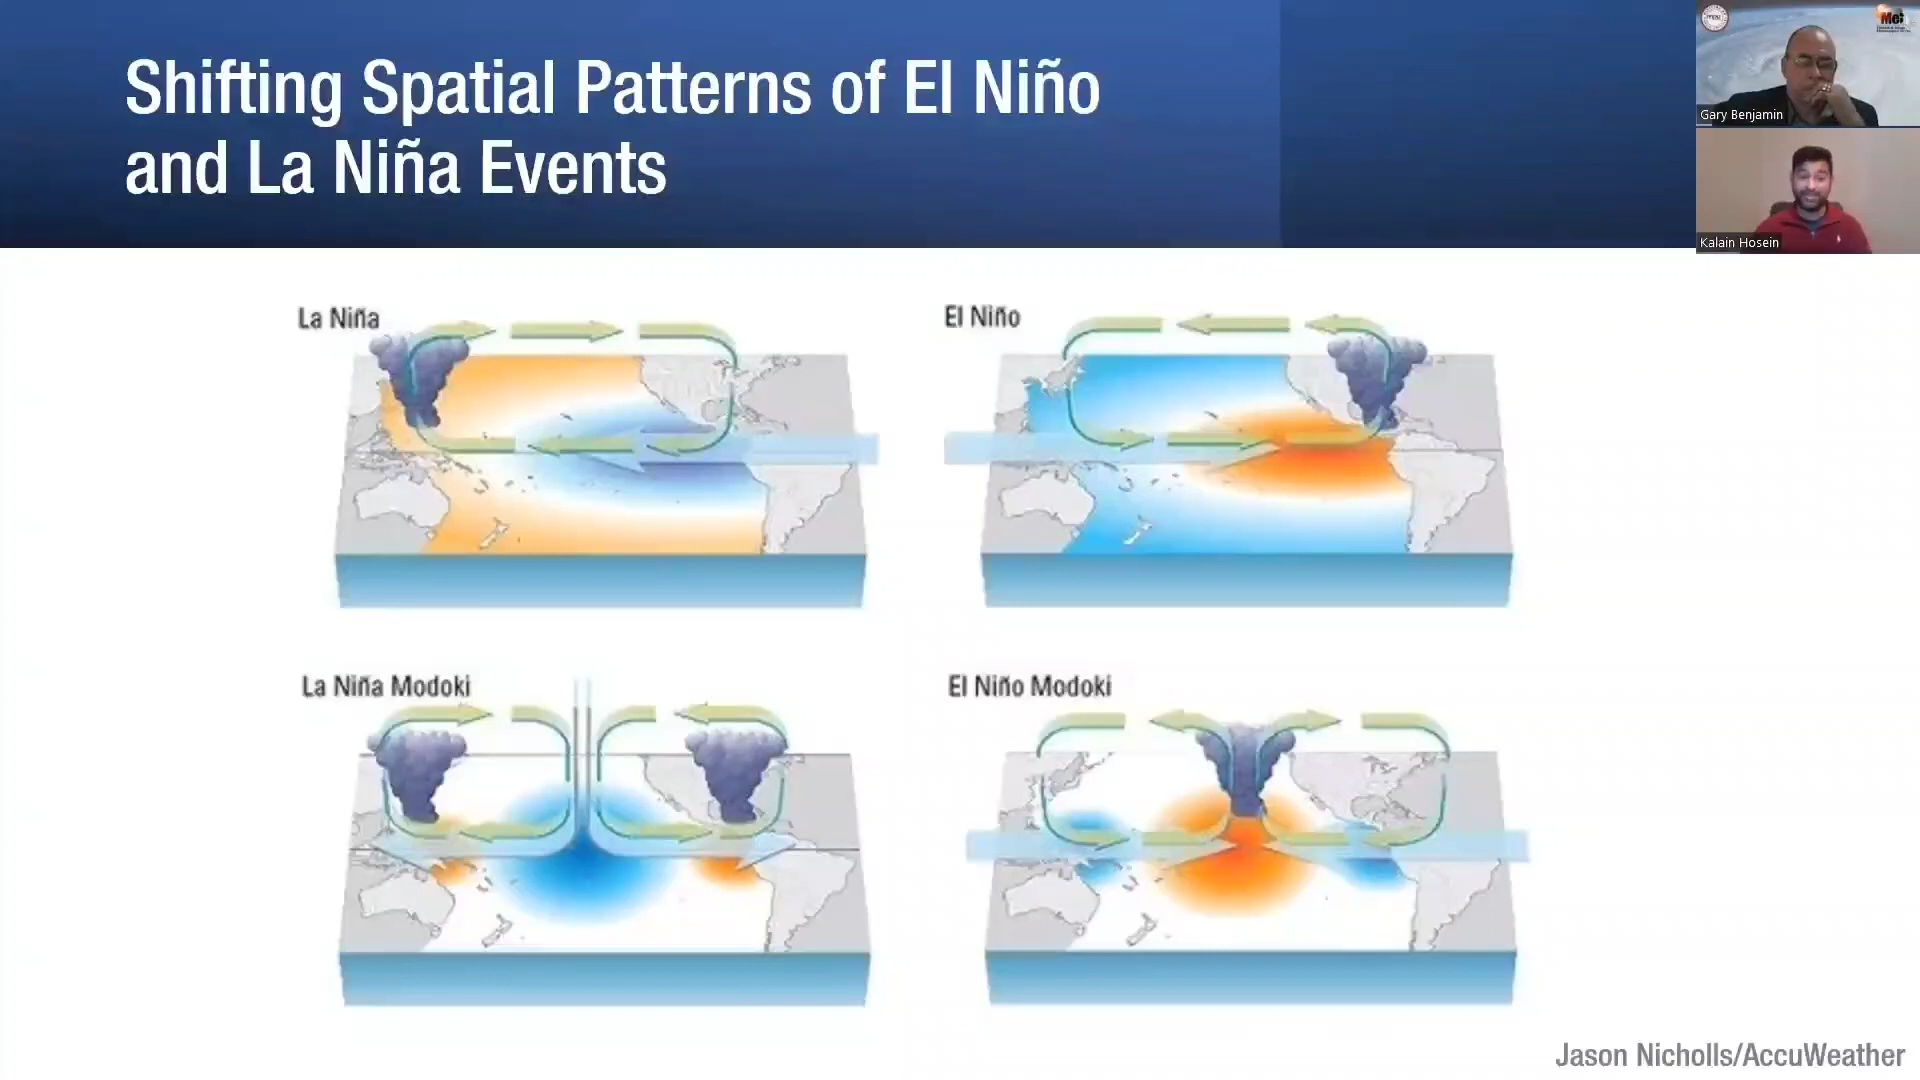 Shifting Spatial Patterns of El Niño
and La Niña Events
Gary Benjamin
Kalain Hosein
La Niña
El Niño
La Niña Modoki
El Niño Modoki
Jason Nicholls/AccuWeather